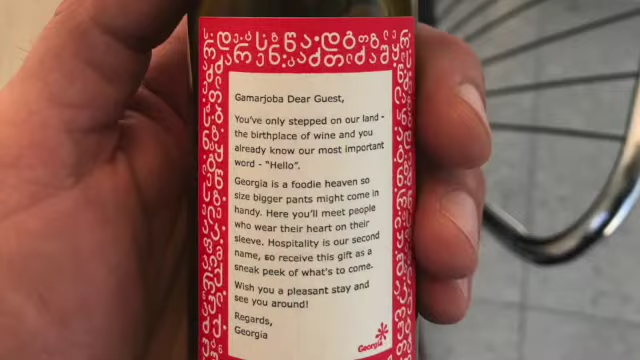 Gamarjoba Dear Guest,
You've only stepped on our land -
the birthplace of wine and you
already know our most important
word - "Hello".
Georgia is a foodie heaven so
size bigger pants might come in
handy. Here you'll meet people
who wear their heart on their
sleeve. Hospitality is our second
name, so receive this gift as a
sneak peek of what's to come.
Wish you a pleasant stay and
see you around!
Regards,
Georgia
Georgia